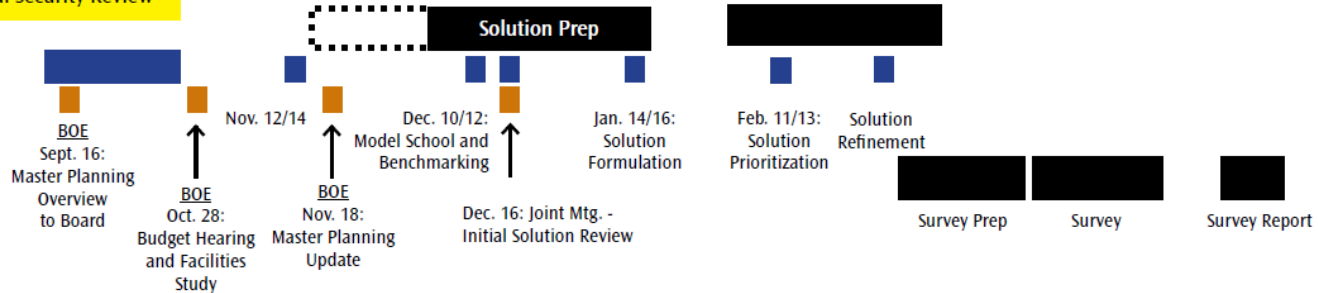 Security Review
Solution Prep
BOE
Sept. 16:
Master Planning
Overview
to Board
BOE
Oct. 28:
Budget Hearing
and Facilities
Study
Nov. 12/14
BOE
Nov. 18:
Master Planning
Update
Dec. 10/12:
Model School and
Benchmarking
Dec. 16: Joint Mtg. -
Initial Solution Review
Jan. 14/16:
Solution
Formulation
Feb. 11/13:
Solution
Prioritization
Solution
Refinement
Survey Prep
Survey
Survey Report